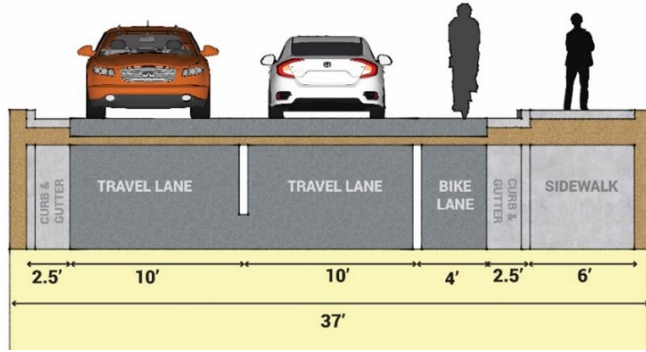 CURB &
GUTTER
TRAVEL LANE
TRAVEL LANE
BIKE
LANE
CURB &
GUTTER
SIDEWALK
2.5’
10’
10’
4’
2.5’
6’
37’